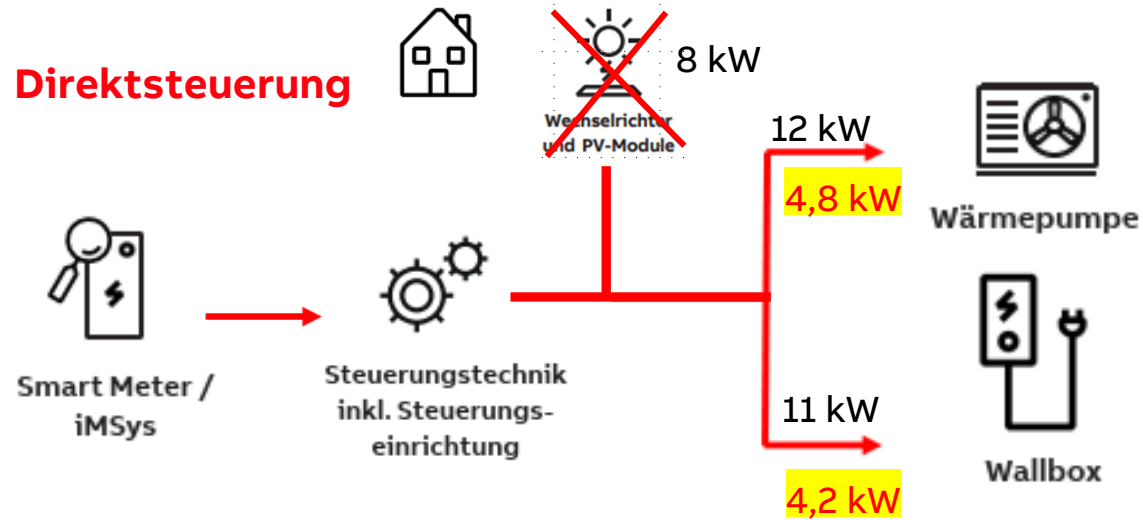 Direktsteuerung
8 kW
Wechselrichter
und PV-Module
12 kW
4,8 kW
Wärmepumpe
Smart Meter /
iMSys
Steuerungstechnik
inkl. Steuerungs-
einrichtung
11 kW
4,2 kW
Wallbox